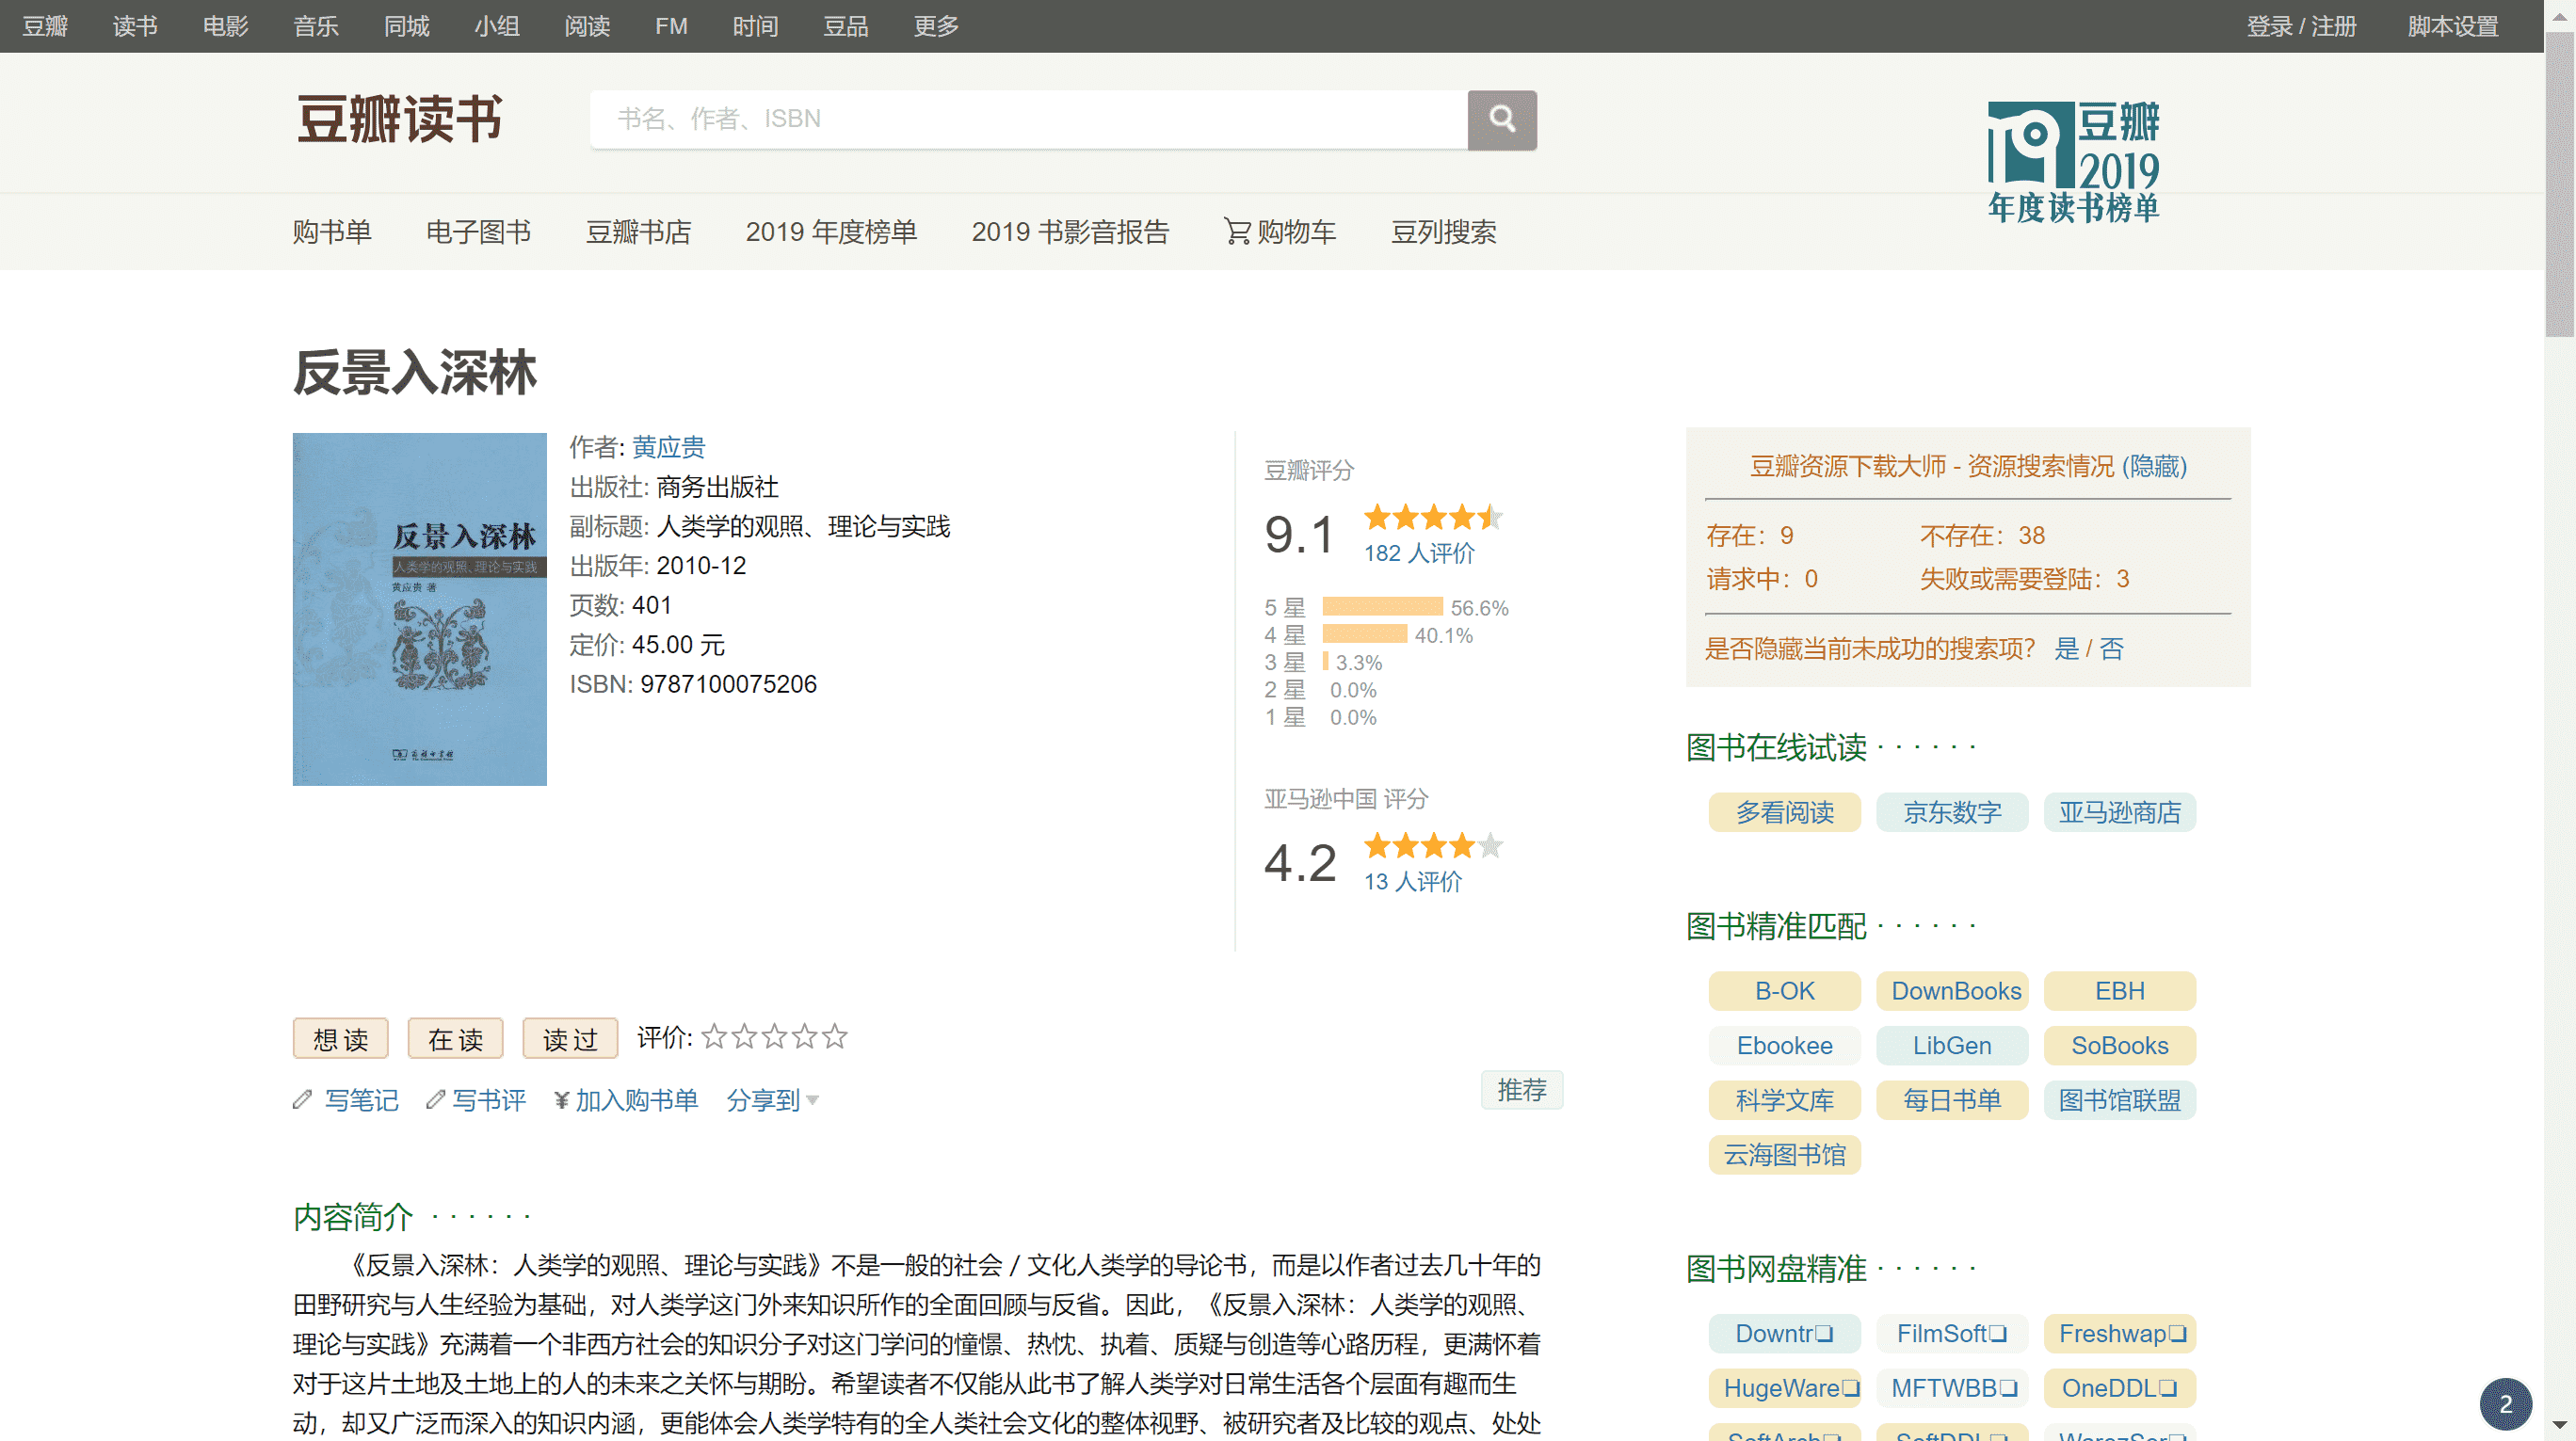 豆瓣 读书 电影 音乐 同城 小组 阅读 FM 时间 豆品 更多 登录 / 注册 脚本设置
豆瓣读书
书名、作者、ISBN
豆瓣
2019
年度读书榜单
购书单 电子图书 豆瓣书店 2019 年度榜单 2019 书影音报告 购物车 豆列搜索
反景入深林
反景入深林
人类学的观照、理论与实践
黄应贵 著
商务印书馆
The Commercial Press
作者: 黄应贵
出版社: 商务出版社
副标题: 人类学的观照、理论与实践
出版年: 2010-12
页数: 401
定价: 45.00 元
ISBN: 9787100075206
豆瓣评分
9.1
182 人评价
5 星 56.6%
4 星 40.1%
3 星 3.3%
2 星 0.0%
1 星 0.0%
亚马逊中国 评分
4.2
13 人评价
想读 在读 读过 评价:
写笔记 写书评 ¥加入购书单 分享到
推荐
内容简介 · · · · · ·
《反景入深林：人类学的观照、理论与实践》不是一般的社会 / 文化人类学的导论书，而是以作者过去几十年的
田野研究与人生经验为基础，对人类学这门外来知识所作的全面回顾与反省。因此，《反景入深林：人类学的观照、
理论与实践》充满着一个非西方社会的知识分子对这门学问的憧憬、热忱、执着、质疑与创造等心路历程，更满怀着
对于这片土地及土地上的人的未来之关怀与期盼。希望读者不仅能从此书了解人类学对日常生活各个层面有趣而生
动，却又广泛而深入的知识内涵，更能体会人类学特有的全人类社会文化的整体视野、被研究者及比较的观点、处处
豆瓣资源下载大师 - 资源搜索情况 (隐藏)
存在：9 不存在：38
请求中：0 失败或需要登陆：3
是否隐藏当前未成功的搜索项？ 是 / 否
图书在线试读 · · · · · ·
多看阅读 京东数字 亚马逊商店
图书精准匹配 · · · · · ·
B-OK DownBooks EBH
Ebookee LibGen SoBooks
科学文库 每日书单 图书馆联盟
云海图书馆
图书网盘精准 · · · · · ·
Downtr❏ FilmSoft❏ Freshwap❏
HugeWare❏ MFTWBB❏ OneDDL❏
SoftArch❏ SoftDDL❏ WarezSer❏
2